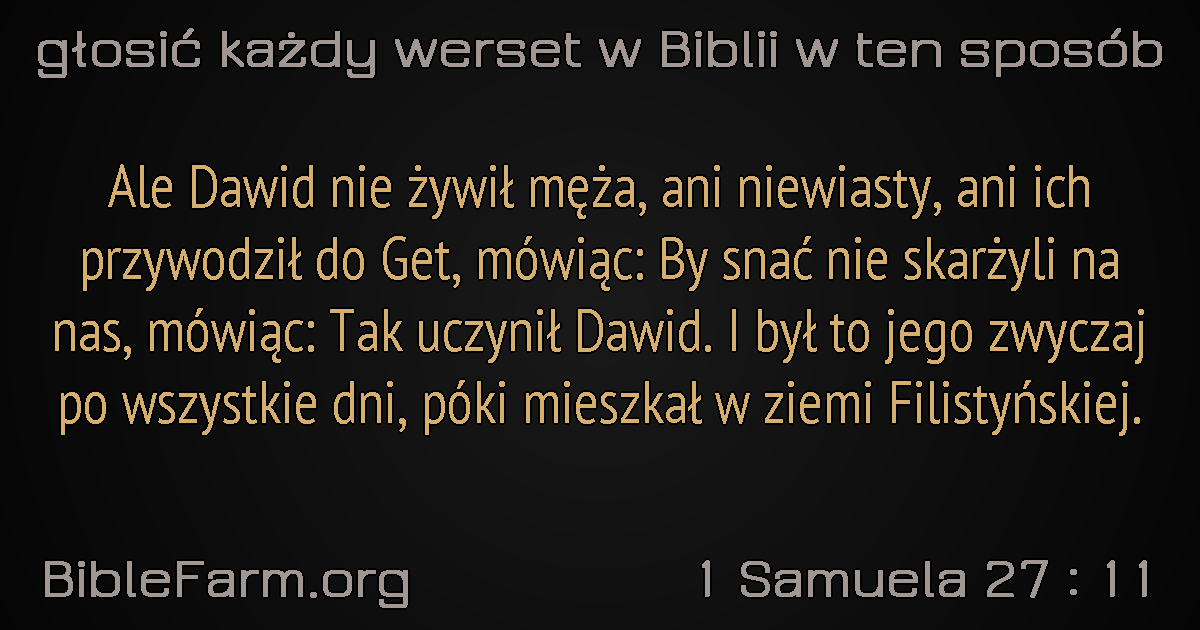 głosić każdy werset w Biblii w ten sposób
Ale Dawid nie żywił męża, ani niewiasty, ani ich
przywodził do Get, mówiąc: By snać nie skarżyli na
nas, mówiąc: Tak uczynił Dawid. I był to jego zwyczaj
po wszystkie dni, póki mieszkał w ziemi Filistyńskiej.
BibleFarm.org
1 Samuela 27 : 11